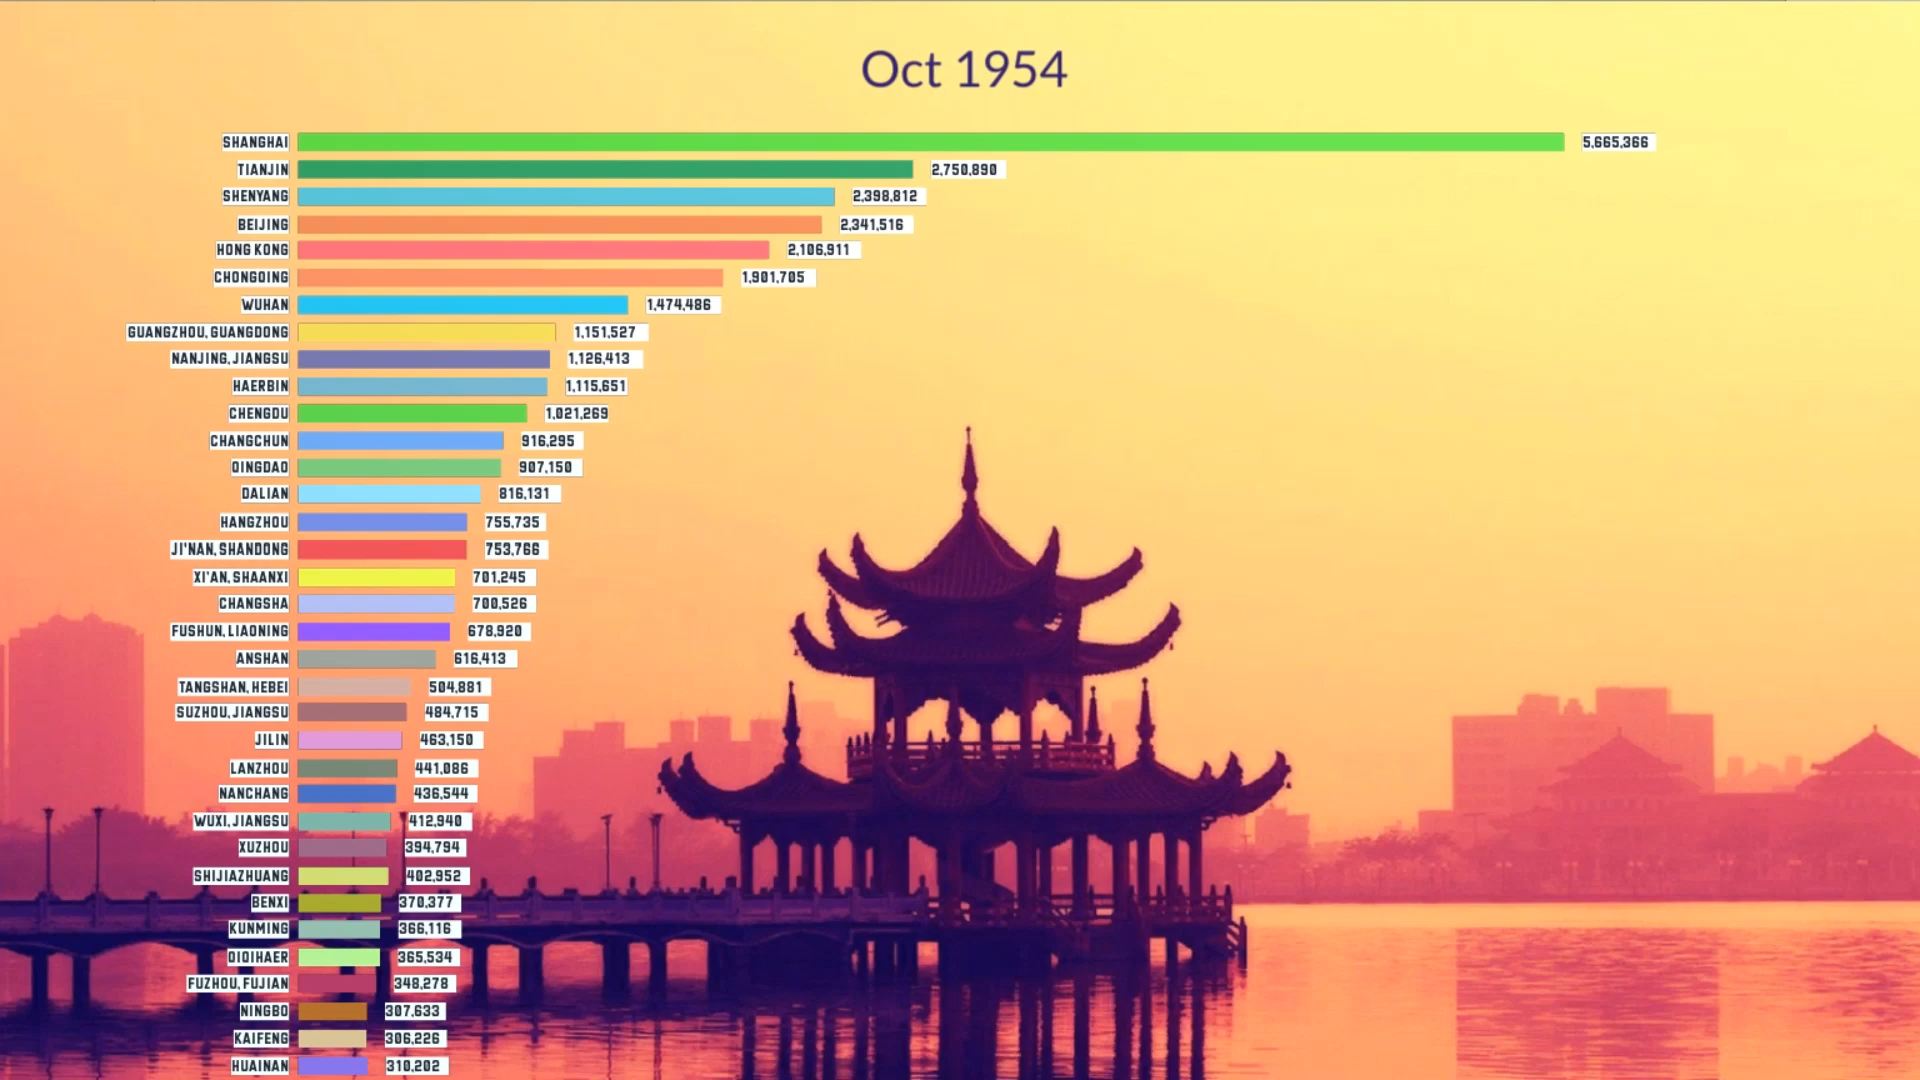 Oct 1954
SHANGHAI 5,665,366
TIANJIN 2,750,890
SHENYANG 2,398,812
BEIJING 2,341,516
HONG KONG 2,106,911
CHONGQING 1,901,705
WUHAN 1,474,486
GUANGZHOU, GUANGDONG 1,151,527
NANJING, JIANGSU 1,126,413
HAERBIN 1,115,651
CHENGDU 1,021,269
CHANGCHUN 916,295
QINGDAO 907,150
DALIAN 816,131
HANGZHOU 755,735
JI'NAN, SHANDONG 753,766
XI'AN, SHAANXI 701,245
CHANGSHA 700,526
FUSHUN, LIAONING 678,920
ANSHAN 616,413
TANGSHAN, HEBEI 504,881
SUZHOU, JIANGSU 484,715
JILIN 463,150
LANZHOU 441,086
NANCHANG 436,544
WUXI, JIANGSU 412,940
XUZHOU 394,794
SHIJIAZHUANG 402,952
BENXI 370,377
KUNMING 366,116
QIQIHAER 365,534
FUZHOU, FUJIAN 348,278
NINGBO 307,633
KAIFENG 306,226
HUAINAN 310,202